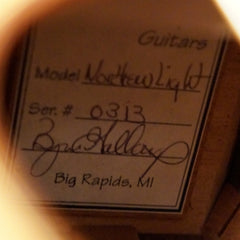 Guitars
Model Northern Light
Ser. # 0313
Big Rapids, MI